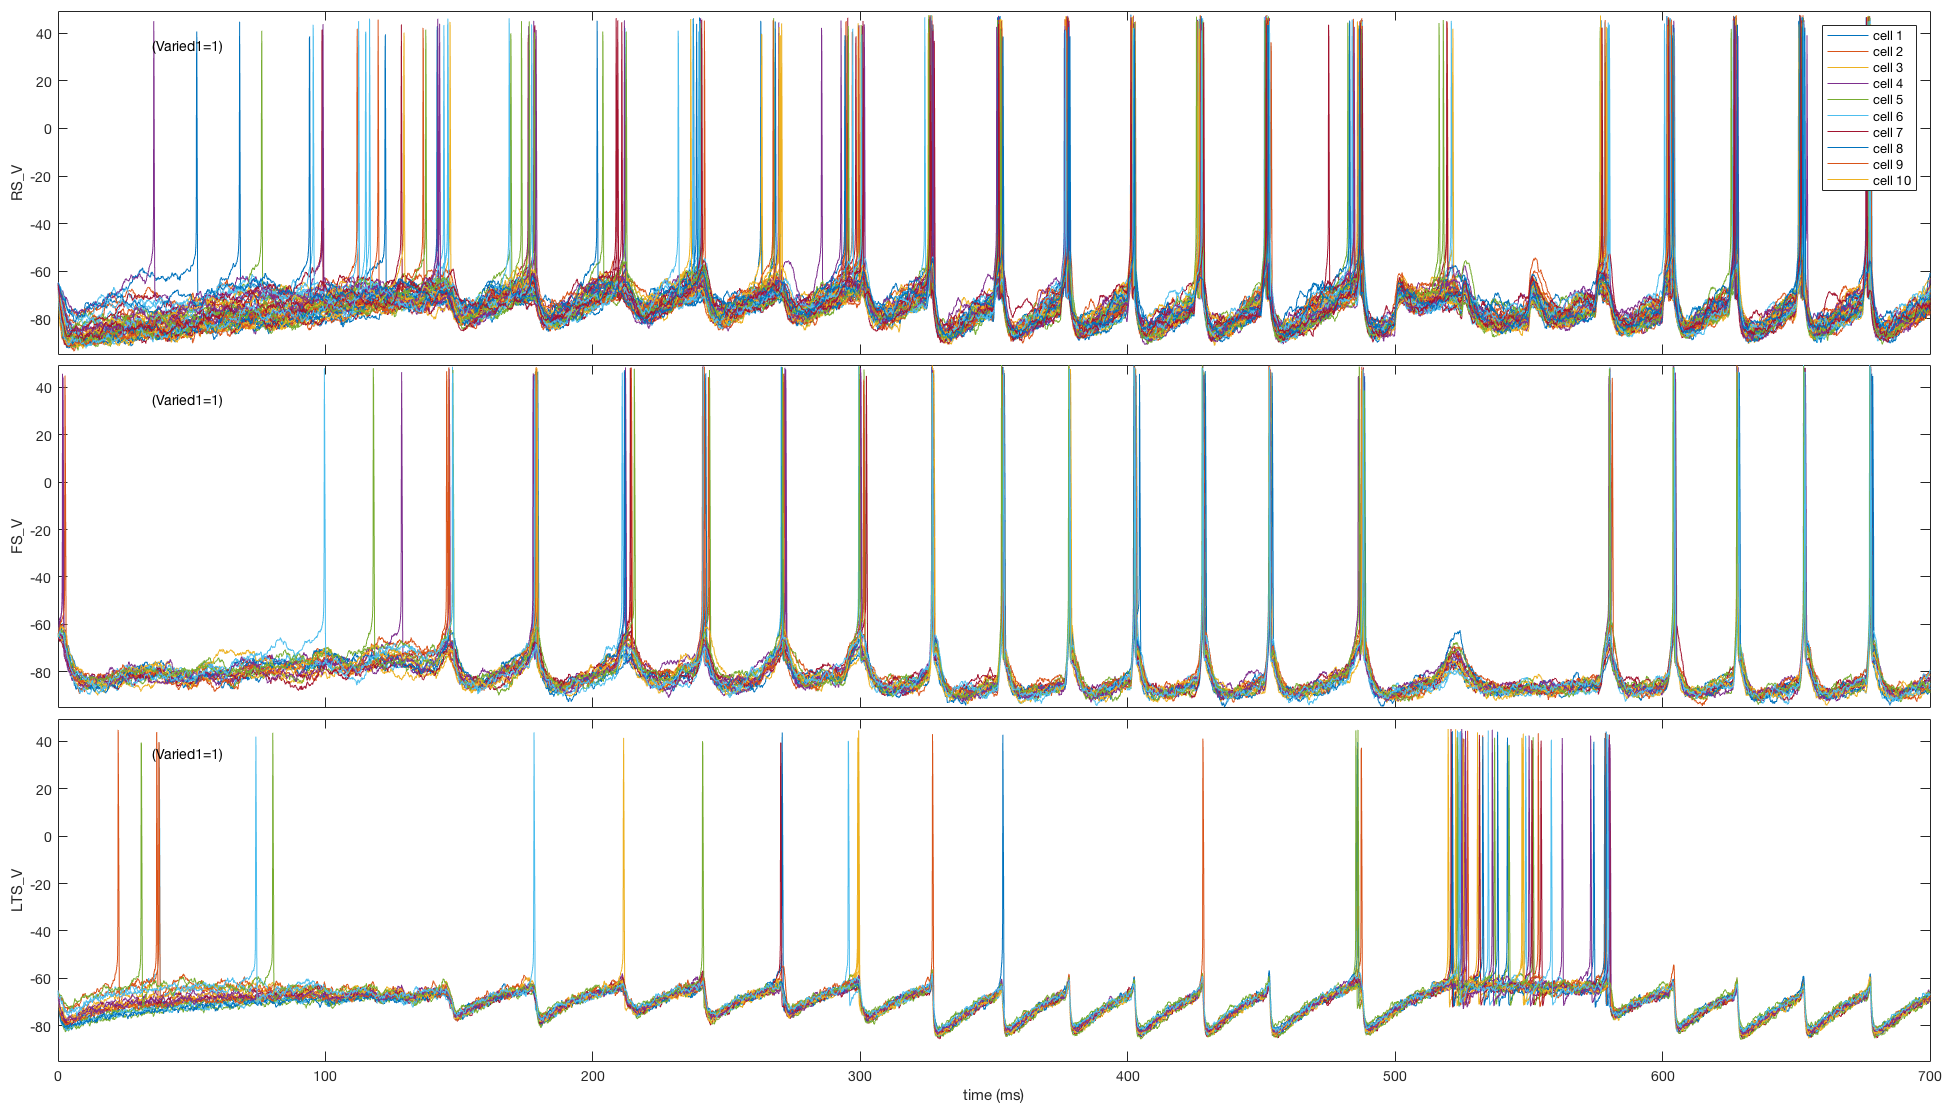 RS_V
40
20
0
-20
-40
-60
-80
(Varied1=1)
cell 1
cell 2
cell 3
cell 4
cell 5
cell 6
cell 7
cell 8
cell 9
cell 10
FS_V
40
20
0
-20
-40
-60
-80
(Varied1=1)
LTS_V
40
20
0
-20
-40
-60
-80
(Varied1=1)
0 100 200 300 400 500 600 700
time (ms)